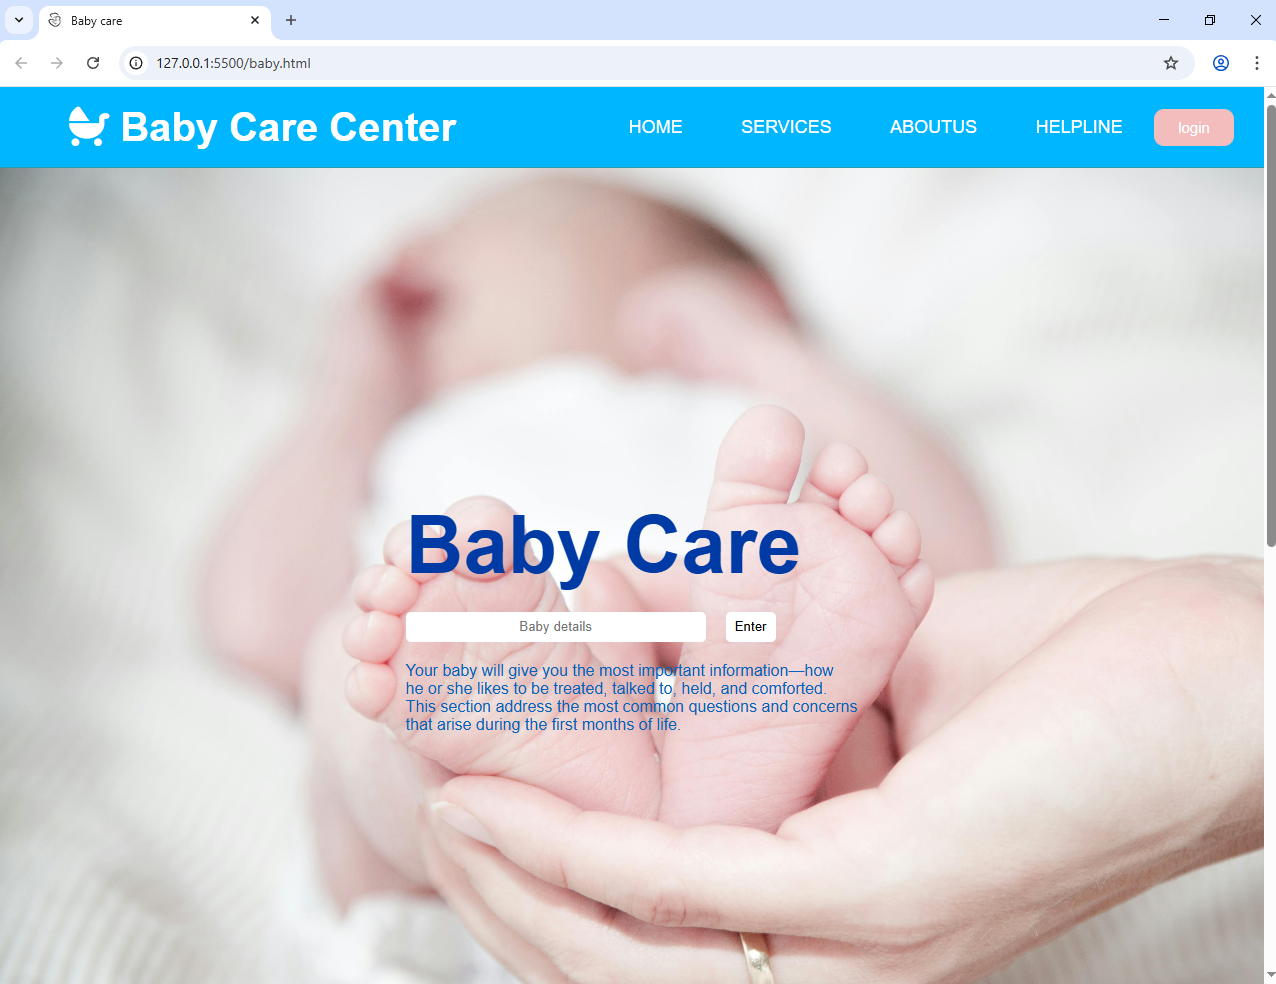 Baby care
127.0.0.1:5500/baby.html
Baby Care Center
HOME SERVICES ABOUTUS HELPLINE login
Baby Care
Baby details Enter
Your baby will give you the most important information—how
he or she likes to be treated, talked to, held, and comforted.
This section address the most common questions and concerns
that arise during the first months of life.